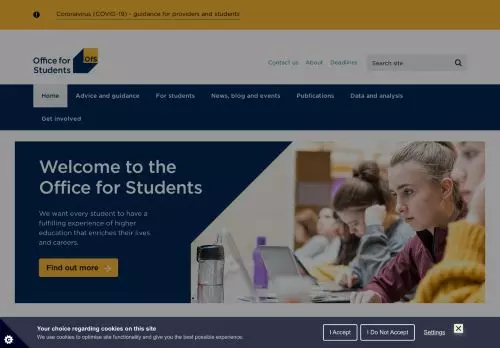 Coronavirus (COVID-19) - guidance for providers and students
Office for
Students
OfS
Contact us
About
Deadlines
Search site
Home
Advice and guidance
For students
News, blog and events
Publications
Data and analysis
Get involved
Welcome to the
Office for Students
We want every student to have a
fulfilling experience of higher
education that enriches their lives
and careers.
Find out more
Your choice regarding cookies on this site
We use cookies to optimise site functionality and give you the best possible experience.
I Accept
I Do Not Accept
Settings